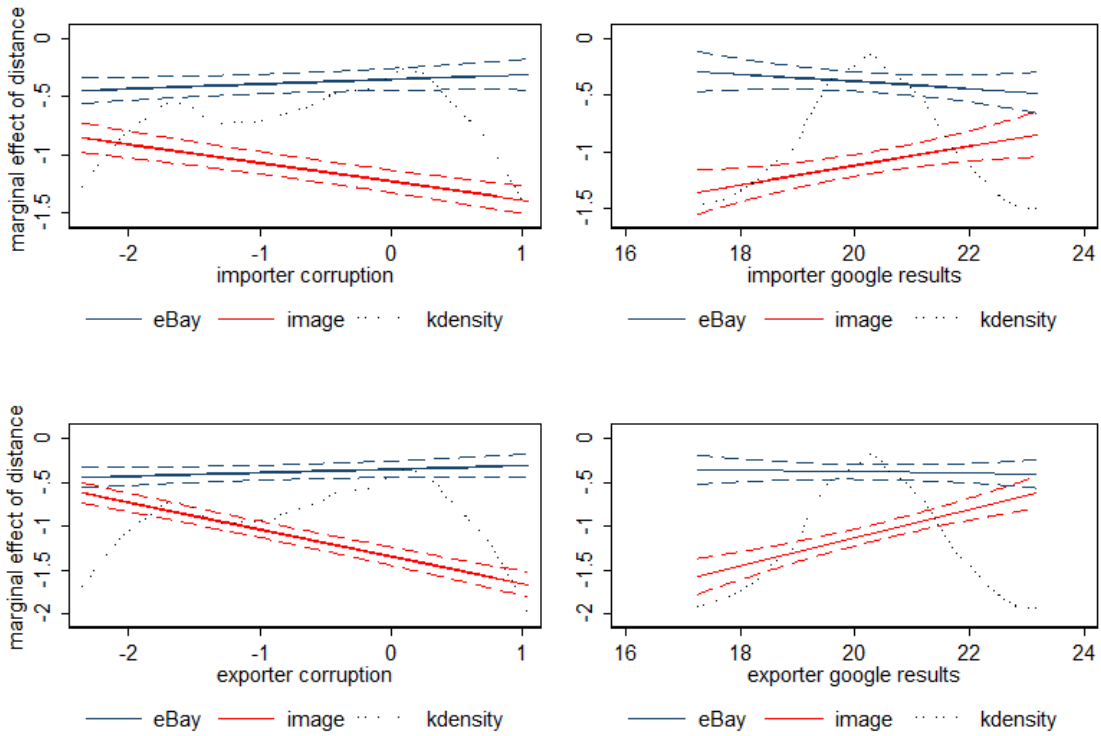 marginal effect of distance
0
-.5
-1
-1.5
-2 -1 0 1
importer corruption
eBay image kdensity
0
-.5
-1
-1.5
16 18 20 22 24
importer google results
eBay image kdensity
marginal effect of distance
0
-.5
-1
-1.5
-2
-2 -1 0 1
exporter corruption
eBay image kdensity
0
-.5
-1
-1.5
-2
16 18 20 22 24
exporter google results
eBay image kdensity